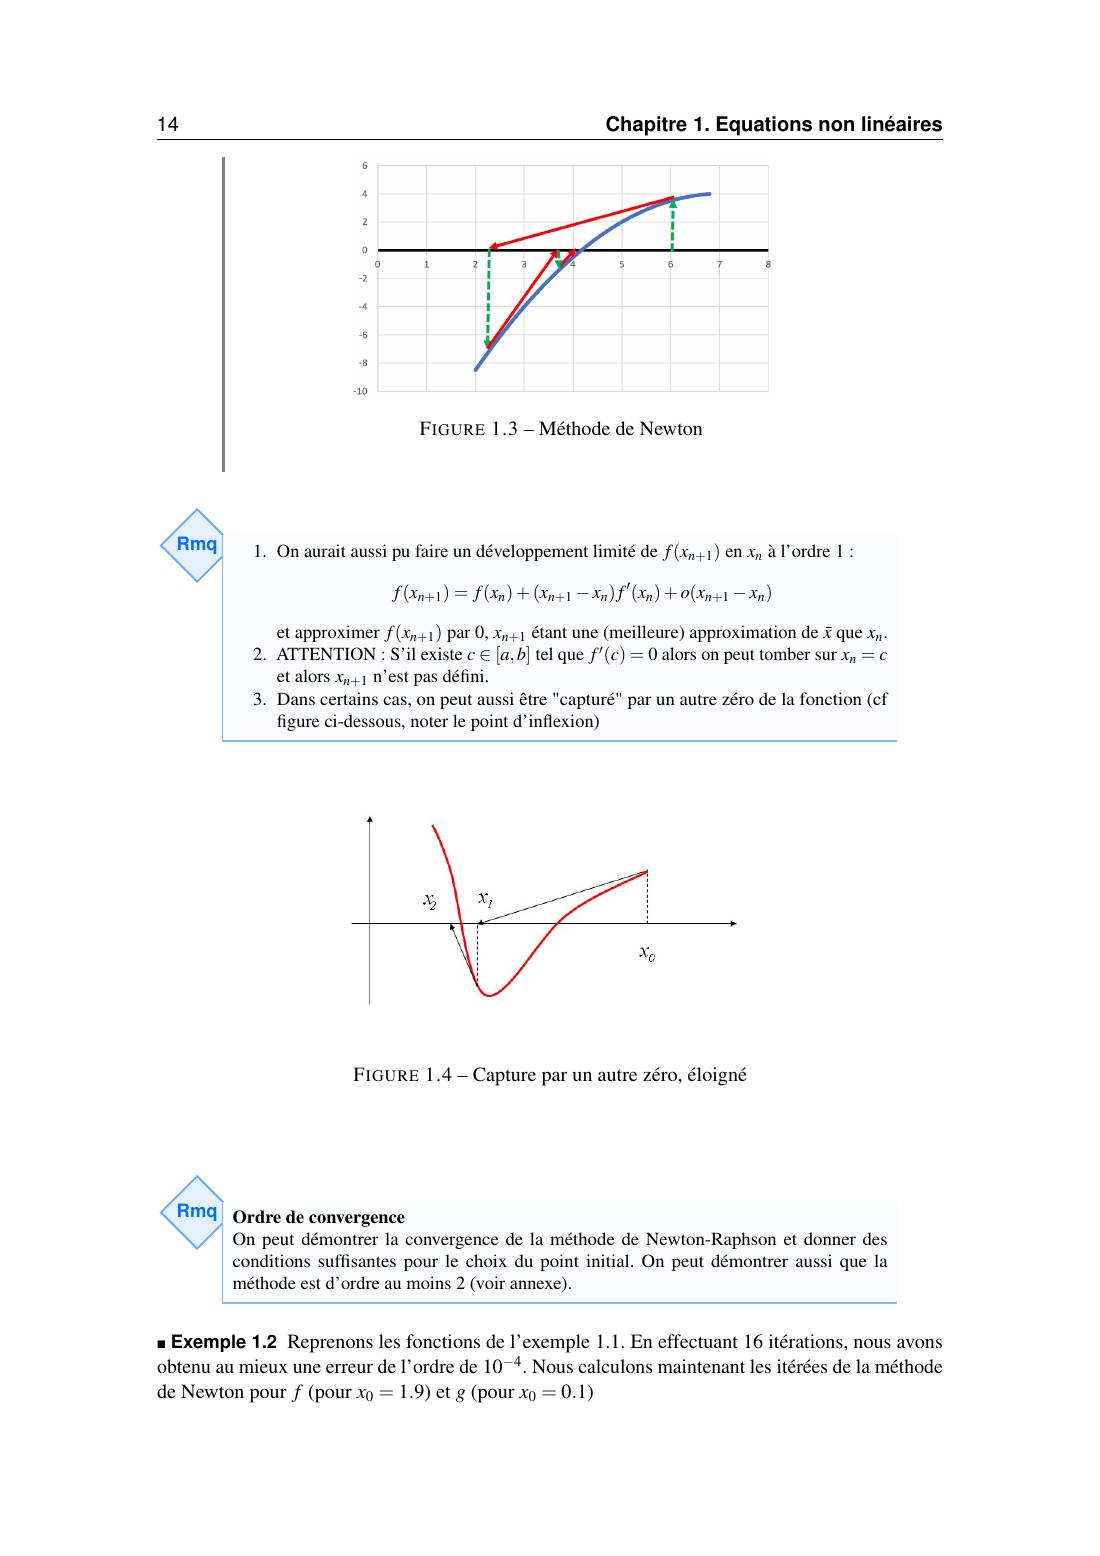 14 Chapitre 1. Equations non linéaires
6
4
2
0
0 1 2 3 4 5 6 7 8
-2
-4
-6
-8
-10
FIGURE 1.3 – Méthode de Newton
Rmq
1. On aurait aussi pu faire un développement limité de f(xₙ₊₁) en xₙ à l'ordre 1 :
f(xₙ₊₁) = f(xₙ) + (xₙ₊₁ − xₙ)f′(xₙ) + o(xₙ₊₁ − xₙ)
et approximer f(xₙ₊₁) par 0, xₙ₊₁ étant une (meilleure) approximation de x̄ que xₙ.
2. ATTENTION : S'il existe c ∈ [a,b] tel que f′(c) = 0 alors on peut tomber sur xₙ = c
et alors xₙ₊₁ n'est pas défini.
3. Dans certains cas, on peut aussi être "capturé" par un autre zéro de la fonction (cf
figure ci-dessous, noter le point d'inflexion)
x₂ x₁
x₀
FIGURE 1.4 – Capture par un autre zéro, éloigné
Rmq
Ordre de convergence
On peut démontrer la convergence de la méthode de Newton-Raphson et donner des
conditions suffisantes pour le choix du point initial. On peut démontrer aussi que la
méthode est d'ordre au moins 2 (voir annexe).
■ Exemple 1.2 Reprenons les fonctions de l'exemple 1.1. En effectuant 16 itérations, nous avons
obtenu au mieux une erreur de l'ordre de 10⁻⁴. Nous calculons maintenant les itérées de la méthode
de Newton pour f (pour x₀ = 1.9) et g (pour x₀ = 0.1)